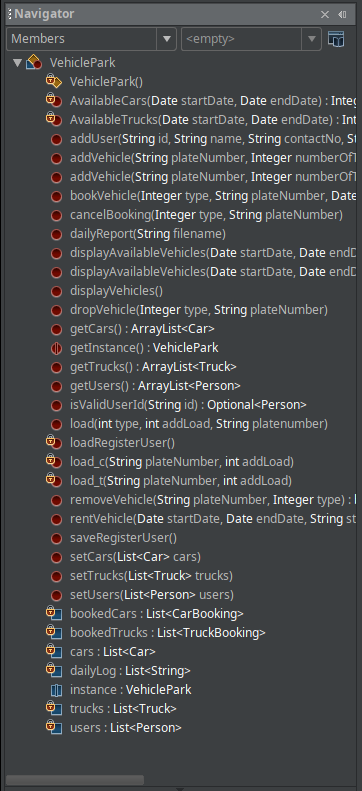 Navigator
Members
<empty>
VehiclePark
VehiclePark()
AvailableCars(Date startDate, Date endDate) : Integ
AvailableTrucks(Date startDate, Date endDate) : Int
addUser(String id, String name, String contactNo, S
addVehicle(String plateNumber, Integer numberOfT
addVehicle(String plateNumber, Integer numberOfT
bookVehicle(Integer type, String plateNumber, Date
cancelBooking(Integer type, String plateNumber)
dailyReport(String filename)
displayAvailableVehicles(Date startDate, Date endD
displayAvailableVehicles(Date startDate, Date endD
displayVehicles()
dropVehicle(Integer type, String plateNumber)
getCars() : ArrayList<Car>
getInstance() : VehiclePark
getTrucks() : ArrayList<Truck>
getUsers() : ArrayList<Person>
isValidUserId(String id) : Optional<Person>
load(int type, int addLoad, String platenumber)
loadRegisterUser()
load_c(String plateNumber, int addLoad)
load_t(String plateNumber, int addLoad)
removeVehicle(String plateNumber, Integer type) :
rentVehicle(Date startDate, Date endDate, String st
saveRegisterUser()
setCars(List<Car> cars)
setTrucks(List<Truck> trucks)
setUsers(List<Person> users)
bookedCars : List<CarBooking>
bookedTrucks : List<TruckBooking>
cars : List<Car>
dailyLog : List<String>
instance : VehiclePark
trucks : List<Truck>
users : List<Person>